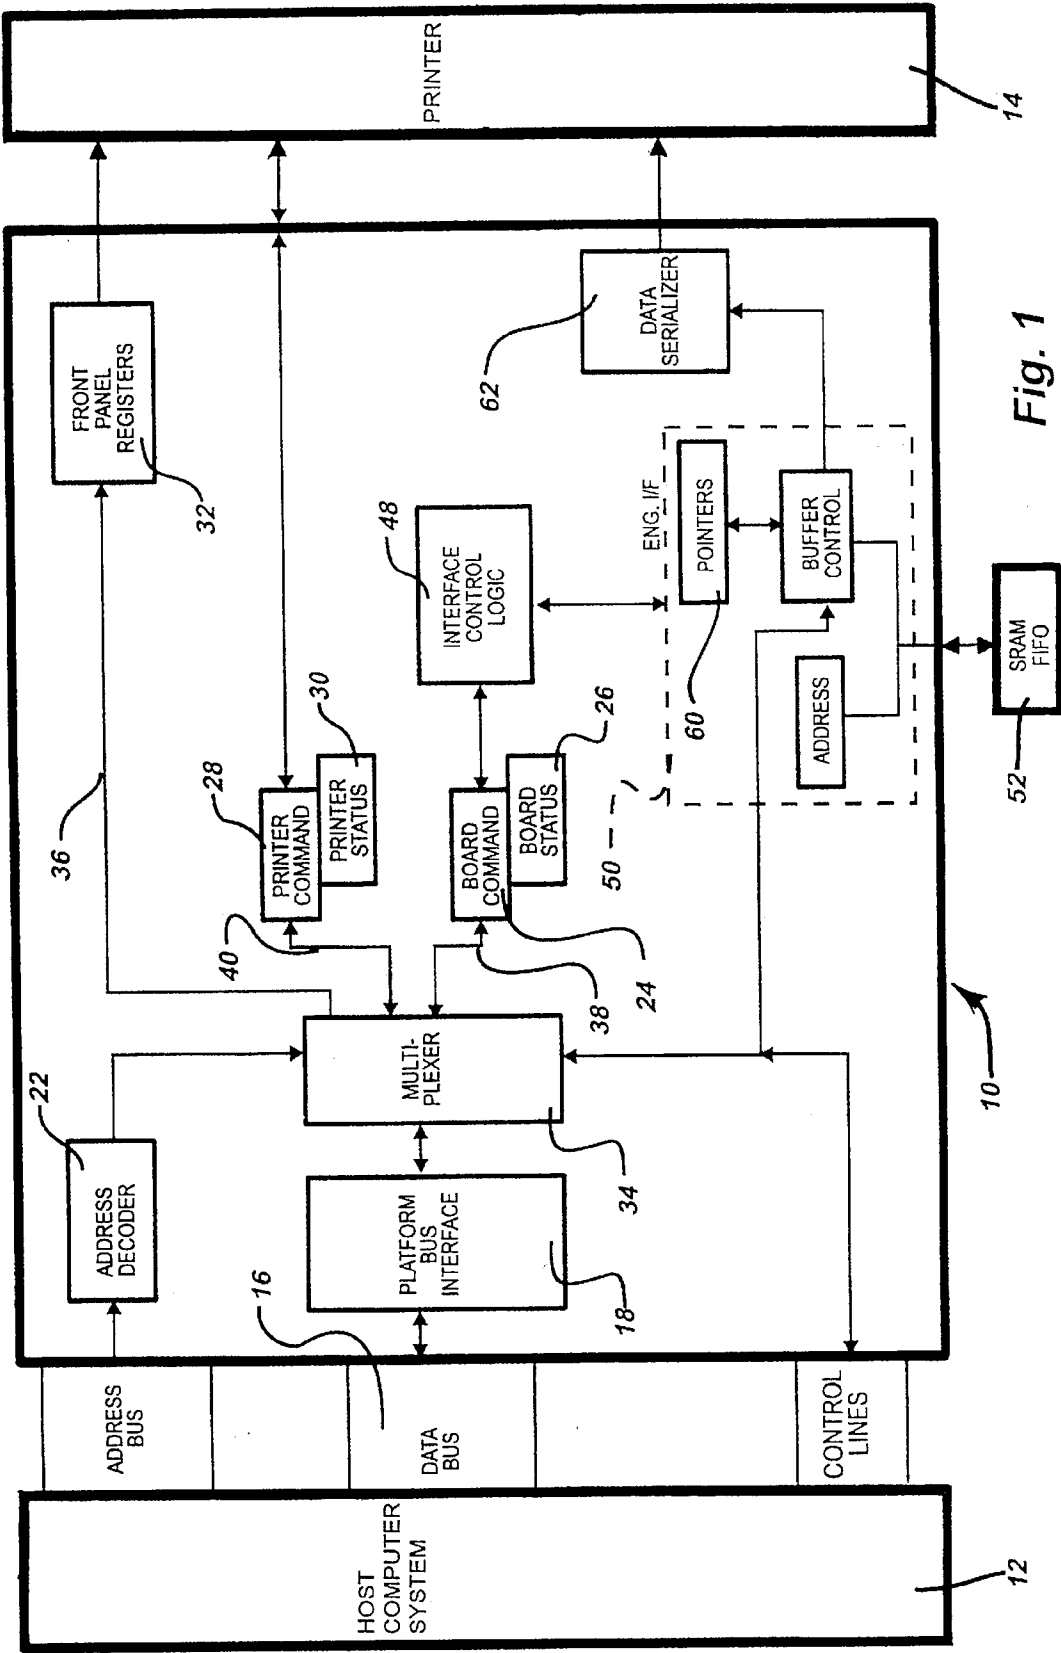 HOST
COMPUTER
SYSTEM
12
ADDRESS
BUS
16
DATA
BUS
CONTROL
LINES
22
ADDRESS
DECODER
PLATFORM
BUS
INTERFACE
18
MULTI-
PLEXER
34
10
36
40
38
24
28
PRINTER
COMMAND
30
PRINTER
STATUS
BOARD
COMMAND
26
BOARD
STATUS
50
48
INTERFACE
CONTROL
LOGIC
ENG. I/F
POINTERS
60
ADDRESS
BUFFER
CONTROL
SRAM
FIFO
52
FRONT
PANEL
REGISTERS
32
62
DATA
SERIALIZER
PRINTER
14
Fig. 1